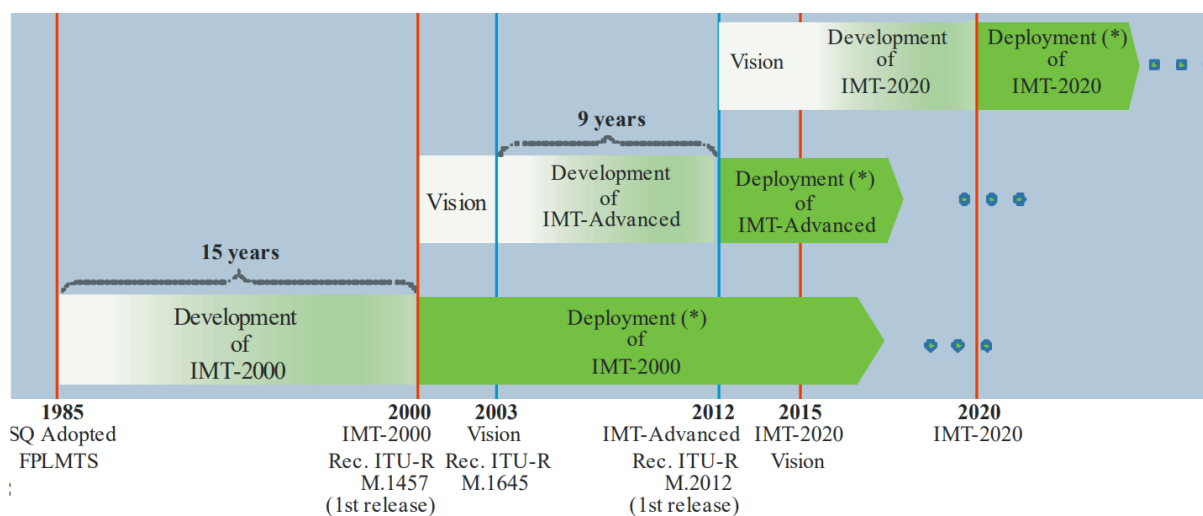 Vision
Development
of
IMT-2020
Deployment (*)
of
IMT-2020
9 years
Vision
Development
of
IMT-Advanced
Deployment (*)
of
IMT-Advanced
15 years
Development
of
IMT-2000
Deployment (*)
of
IMT-2000
1985
SQ Adopted
FPLMTS
2000
IMT-2000
Rec. ITU-R
M.1457
(1st release)
2003
Vision
Rec. ITU-R
M.1645
2012
IMT-Advanced
Rec. ITU-R
M.2012
(1st release)
2015
IMT-2020
Vision
2020
IMT-2020